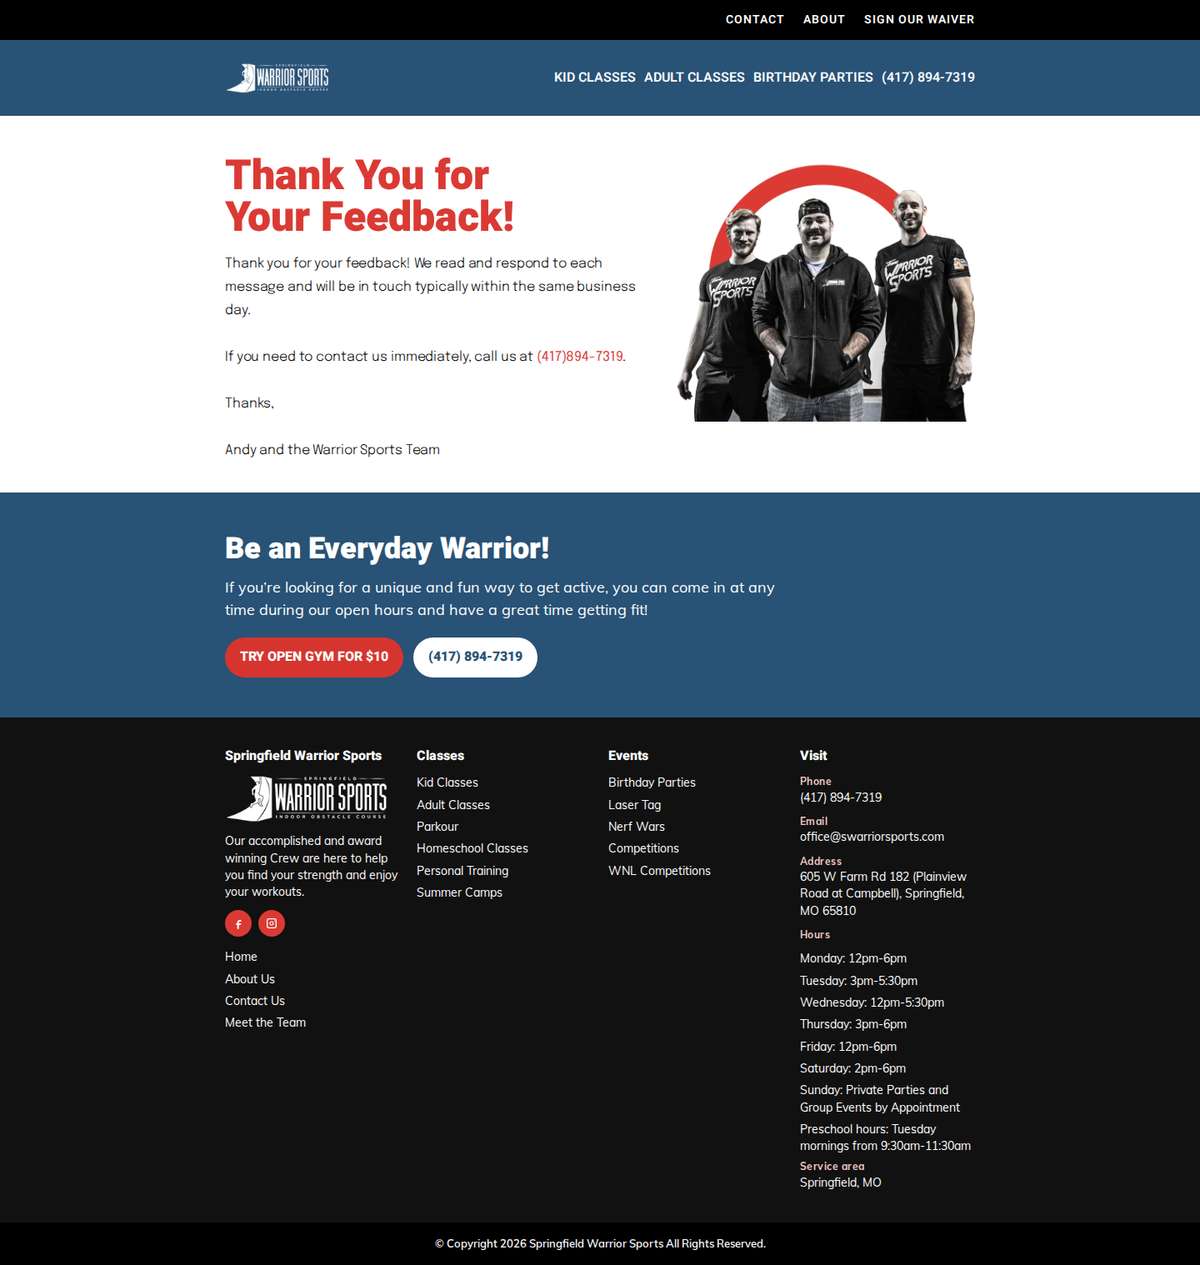 CONTACT ABOUT SIGN OUR WAIVER
SPRINGFIELD
WARRIOR SPORTS
INDOOR OBSTACLE COURSE
KID CLASSES ADULT CLASSES BIRTHDAY PARTIES (417) 894-7319
Thank You for
Your Feedback!
Thank you for your feedback! We read and respond to each
message and will be in touch typically within the same business
day.
If you need to contact us immediately, call us at (417)894-7319.
Thanks,
Andy and the Warrior Sports Team
WARRIOR
SPORTS
WARRIOR
SPORTS
Be an Everyday Warrior!
If you're looking for a unique and fun way to get active, you can come in at any
time during our open hours and have a great time getting fit!
TRY OPEN GYM FOR $10 (417) 894-7319
Springfield Warrior Sports
SPRINGFIELD
WARRIOR SPORTS
INDOOR OBSTACLE COURSE
Our accomplished and award
winning Crew are here to help
you find your strength and enjoy
your workouts.
Home
About Us
Contact Us
Meet the Team
Classes
Kid Classes
Adult Classes
Parkour
Homeschool Classes
Personal Training
Summer Camps
Events
Birthday Parties
Laser Tag
Nerf Wars
Competitions
WNL Competitions
Visit
Phone
(417) 894-7319
Email
office@swarriorsports.com
Address
605 W Farm Rd 182 (Plainview
Road at Campbell), Springfield,
MO 65810
Hours
Monday: 12pm-6pm
Tuesday: 3pm-5:30pm
Wednesday: 12pm-5:30pm
Thursday: 3pm-6pm
Friday: 12pm-6pm
Saturday: 2pm-6pm
Sunday: Private Parties and
Group Events by Appointment
Preschool hours: Tuesday
mornings from 9:30am-11:30am
Service area
Springfield, MO
© Copyright 2026 Springfield Warrior Sports All Rights Reserved.